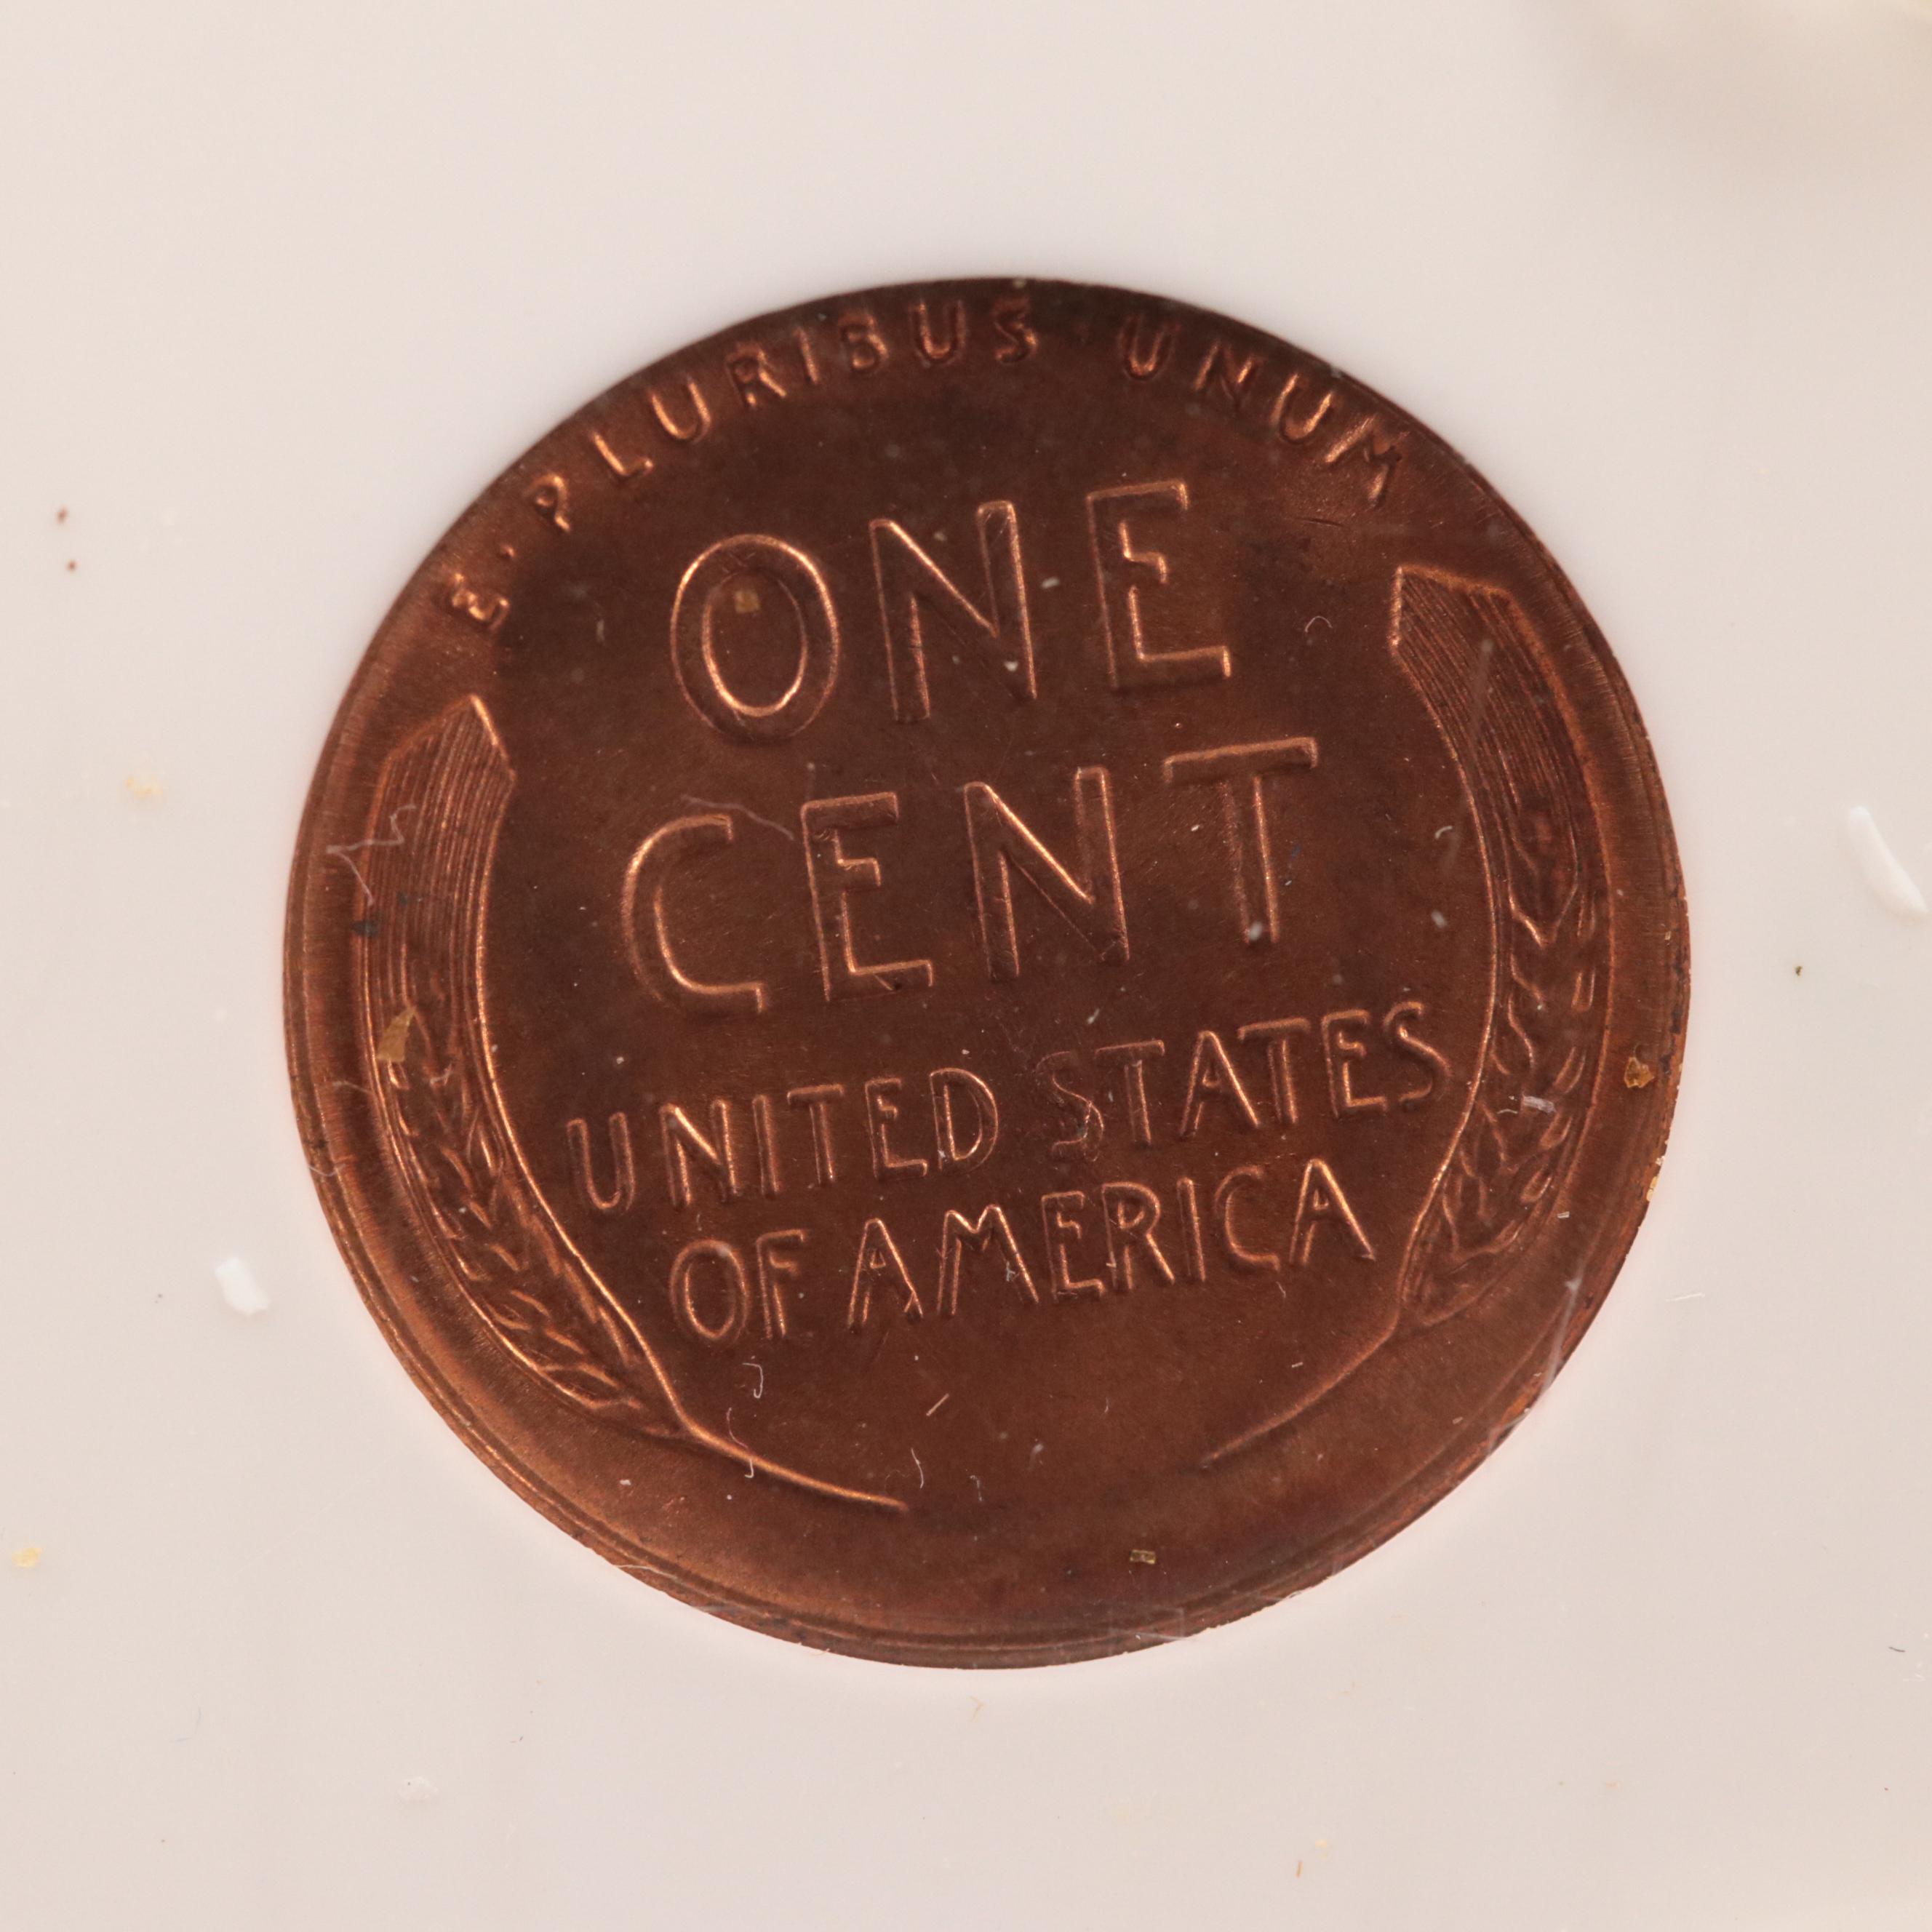 E·PLURIBUS·UNUM
ONE
CENT
UNITED STATES
OF AMERICA